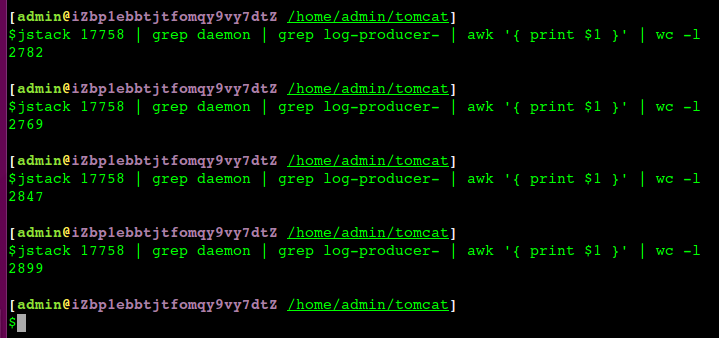 [admin@iZbp1ebbtjtfomqy9vy7dtZ /home/admin/tomcat]
$jstack 17758 | grep daemon | grep log-producer- | awk '{ print $1 }' | wc -l
2782
[admin@iZbp1ebbtjtfomqy9vy7dtZ /home/admin/tomcat]
$jstack 17758 | grep daemon | grep log-producer- | awk '{ print $1 }' | wc -l
2769
[admin@iZbp1ebbtjtfomqy9vy7dtZ /home/admin/tomcat]
$jstack 17758 | grep daemon | grep log-producer- | awk '{ print $1 }' | wc -l
2847
[admin@iZbp1ebbtjtfomqy9vy7dtZ /home/admin/tomcat]
$jstack 17758 | grep daemon | grep log-producer- | awk '{ print $1 }' | wc -l
2899
[admin@iZbp1ebbtjtfomqy9vy7dtZ /home/admin/tomcat]
$